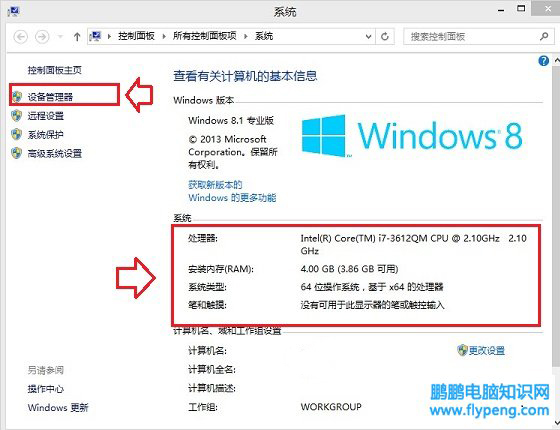 系统
控制面板 所有控制面板项 系统
搜索控制面板
控制面板主页
设备管理器
远程设置
系统保护
高级系统设置
另请参阅
操作中心
Windows 更新
查看有关计算机的基本信息
Windows 版本
Windows 8.1 专业版
© 2013 Microsoft
Corporation。保留所
有权利。
获取新版本的
Windows 的更多功能
Windows 8
系统
处理器: Intel(R) Core(TM) i7-3612QM CPU @ 2.10GHz 2.10
GHz
安装内存(RAM): 4.00 GB (3.86 GB 可用)
系统类型: 64 位操作系统，基于 x64 的处理器
笔和触摸: 没有可用于此显示器的笔或触控输入
计算机名、域和工作组设置
计算机名: 更改设置
计算机全名:
计算机描述:
工作组: WORKGROUP
鹏鹏电脑知识网
www.flypeng.com